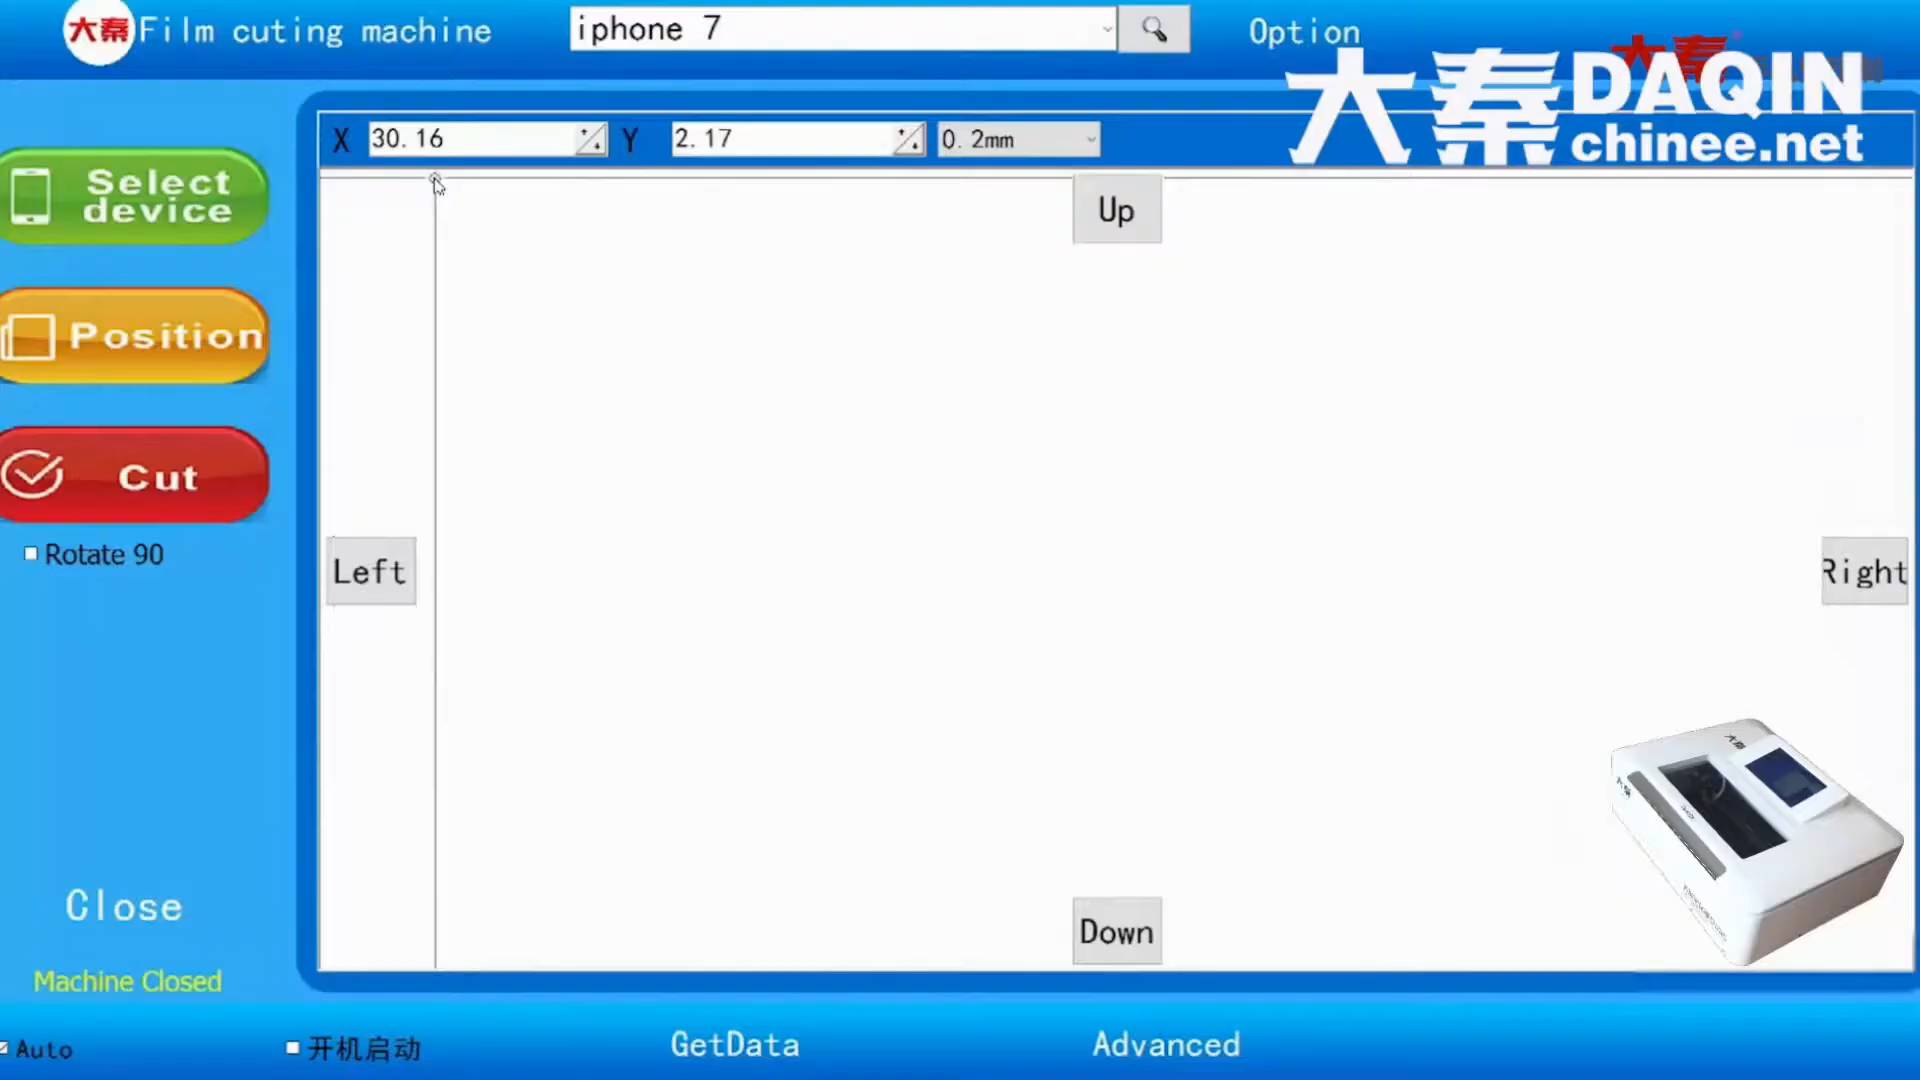 大秦 Film cuting machine
iphone 7
Option
大秦
大秦 DAQIN
chinee.net
X 30.16 Y 2.17 0.2mm
Select
device
Position
Cut
Rotate 90
Up
Left
Right
Down
Close
Machine Closed
Auto
开机启动
GetData
Advanced